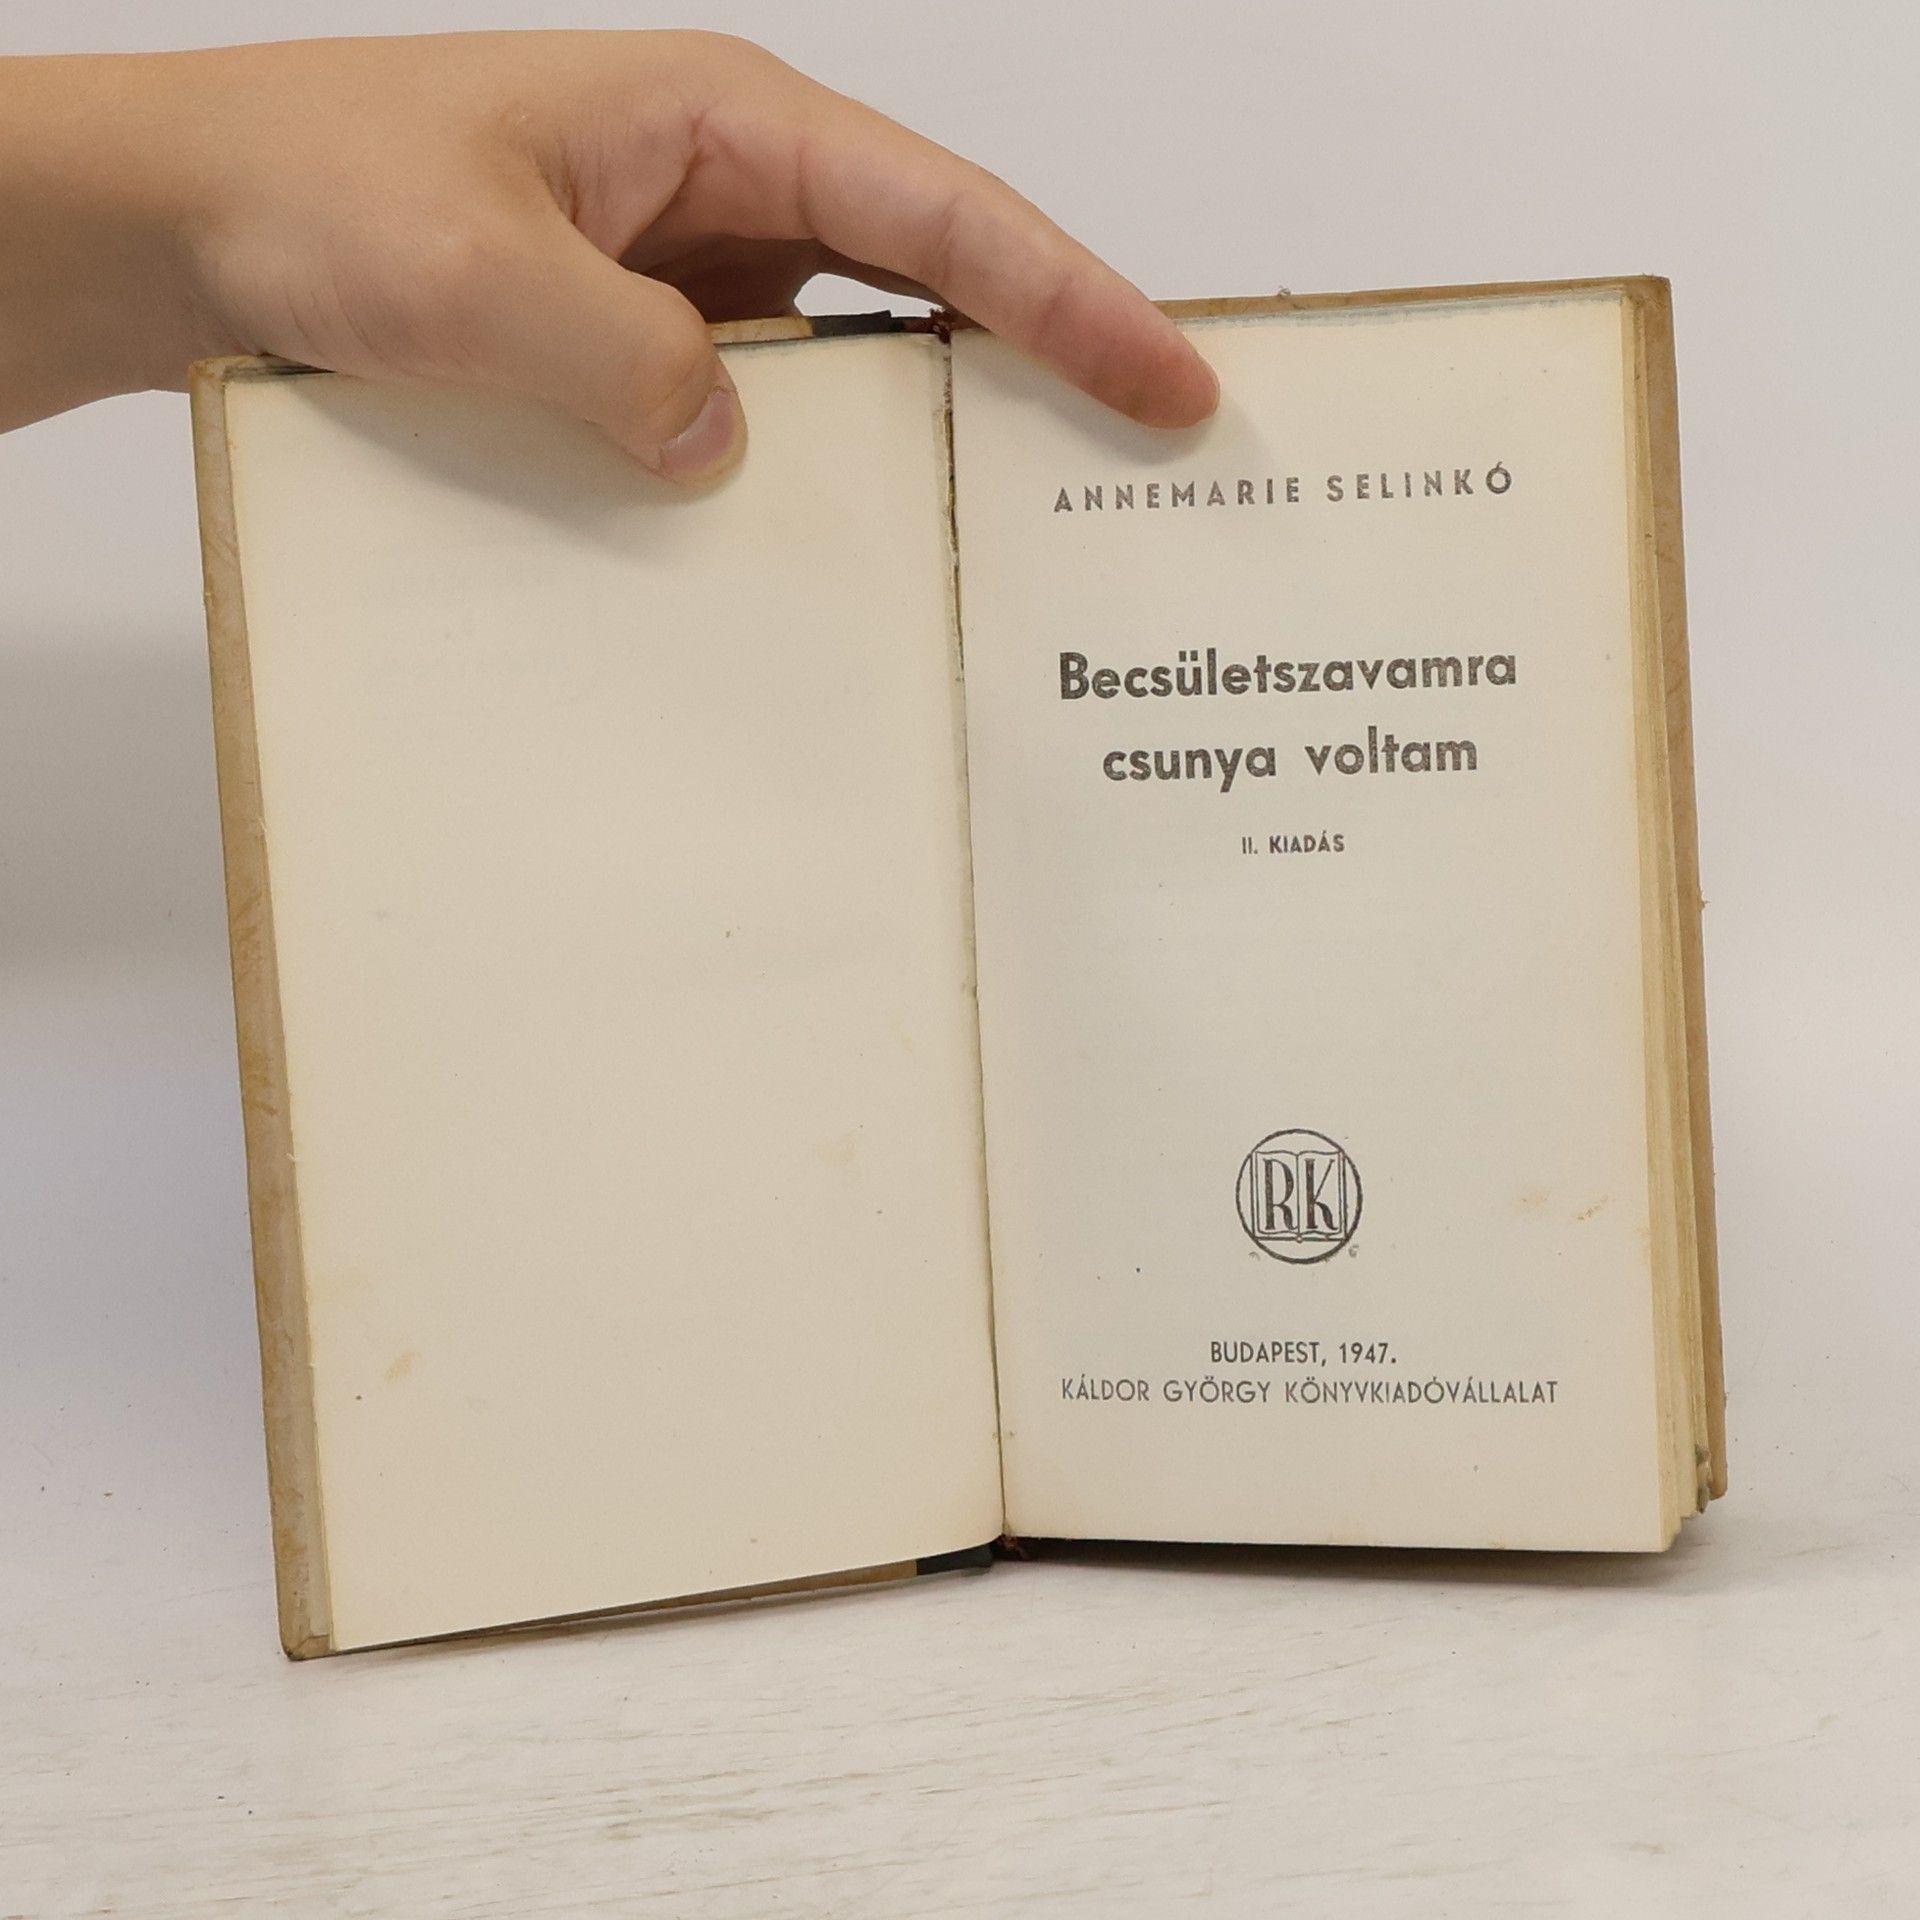 ANNEMARIE SELINKÓ
Becsületszavamra
csunya voltam
II. KIADÁS
RK
BUDAPEST, 1947.
KÁLDOR GYÖRGY KÖNYVKIADÓVÁLLALAT